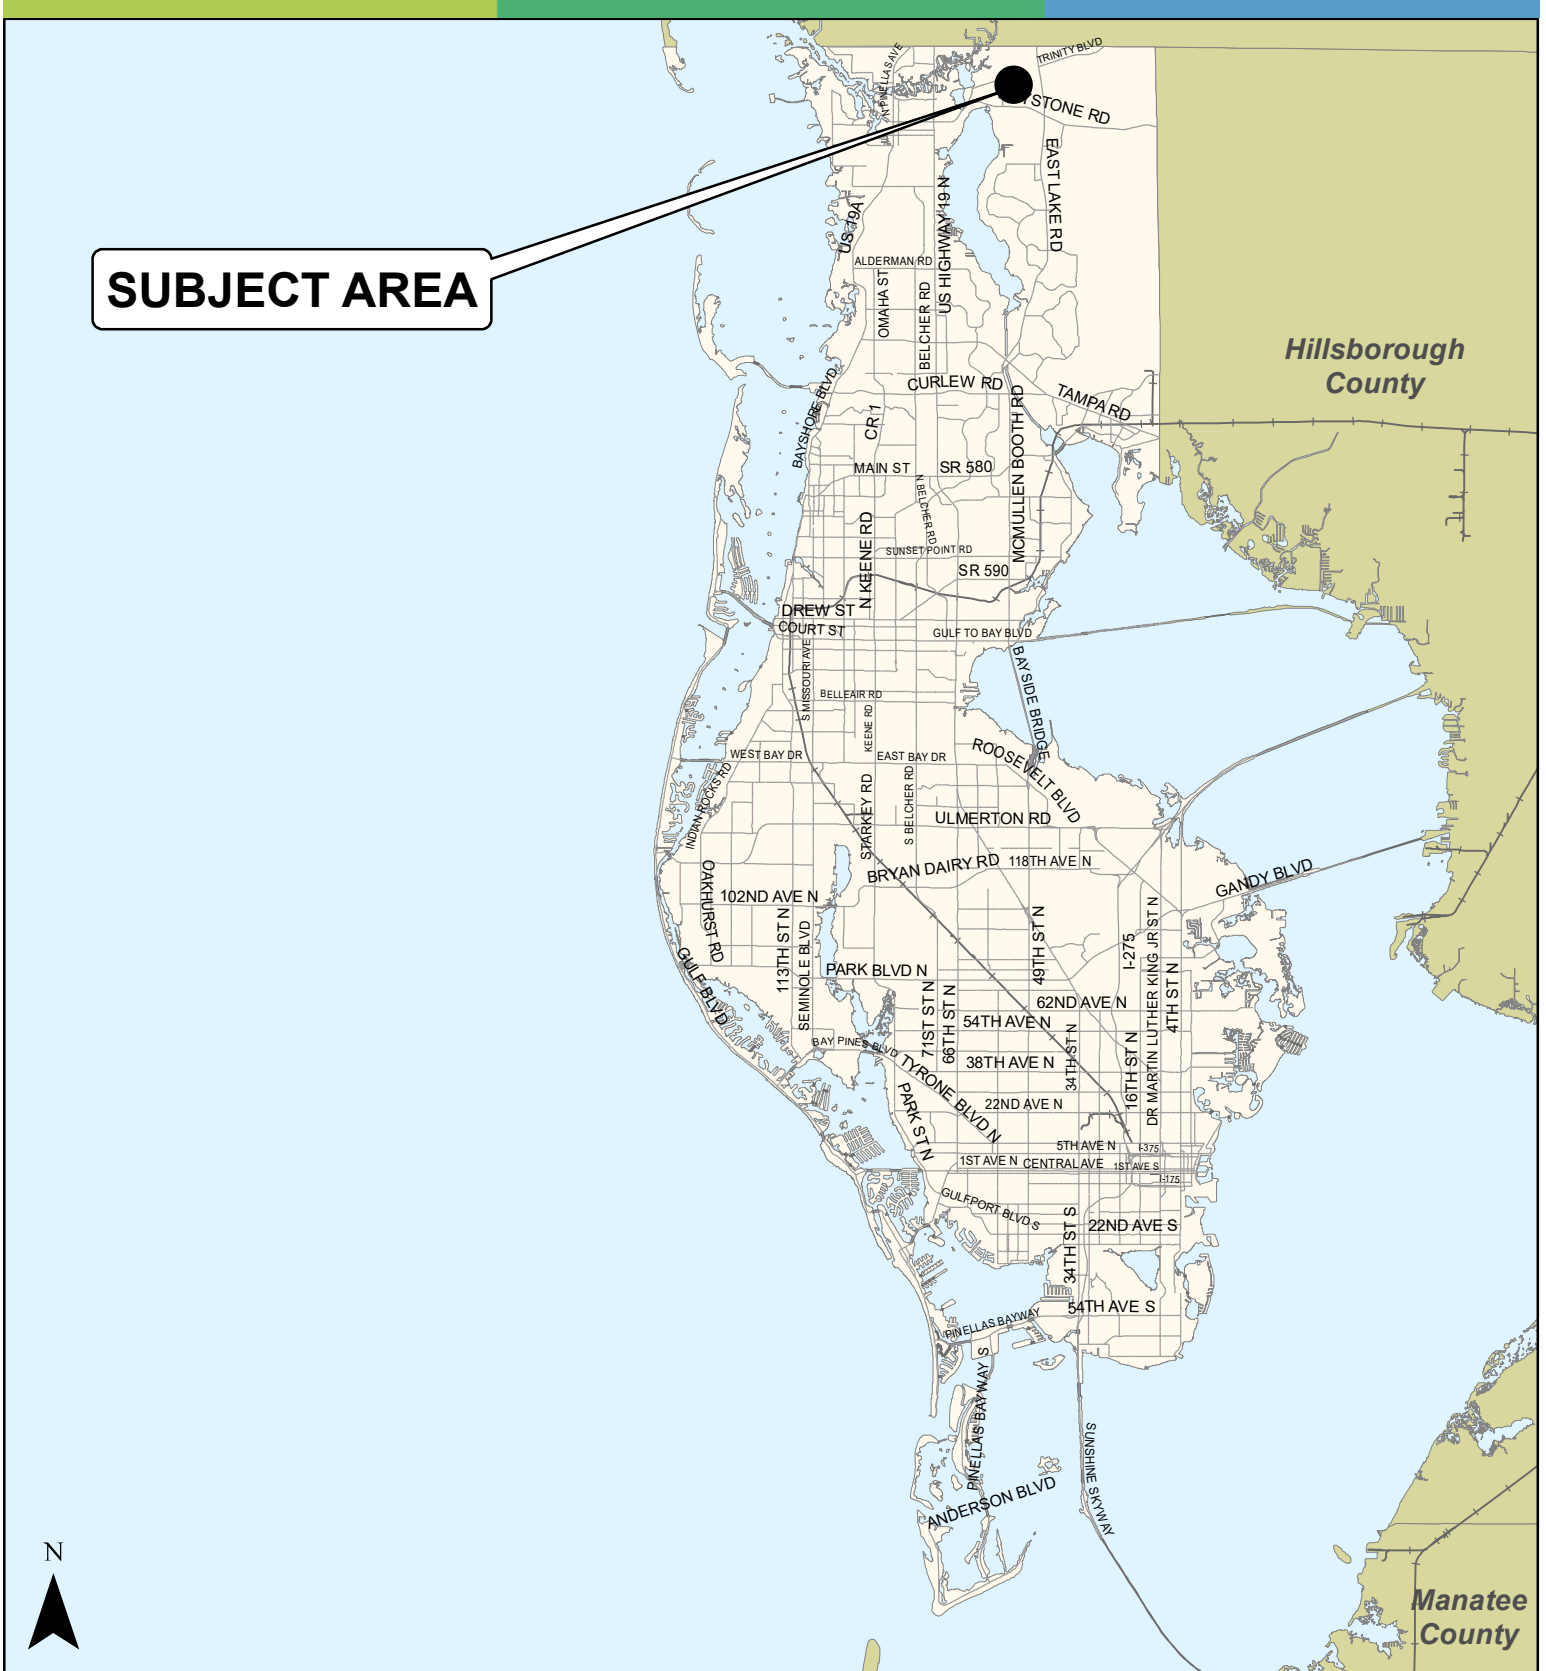 N PINELLAS AVE
TRINITY BLVD
YSTONE RD
EAST LAKE RD
US HIGHWAY 19 N
US 19A
SUBJECT AREA
ALDERMAN RD
OMAHA ST
BELCHER RD
Hillsborough
County
CURLEW RD
TAMPA RD
BAYSHORE BLVD
CR 1
MCMULLEN BOOTH RD
MAIN ST
SR 580
N BELCHER RD
N KEENE RD
SUNSET POINT RD
SR 590
DREW ST
COURT ST
GULF TO BAY BLVD
S MISSOURI AVE
BAYSIDE BRIDGE
BELLEAIR RD
KEENE RD
WEST BAY DR
EAST BAY DR
ROOSEVELT BLVD
INDIAN ROCKS RD
STARKEY RD
S BELCHER RD
ULMERTON RD
BRYAN DAIRY RD
118TH AVE N
GANDY BLVD
OAKHURST RD
102ND AVE N
113TH ST N
SEMINOLE BLVD
49TH ST N
I-275
DR MARTIN LUTHER KING JR ST N
4TH ST N
GULF BLVD
PARK BLVD N
71ST ST N
66TH ST N
62ND AVE N
54TH AVE N
34TH ST N
16TH ST N
BAY PINES BLVD
TYRONE BLVD N
38TH AVE N
PARK ST N
22ND AVE N
5TH AVE N
I-375
1ST AVE N
CENTRAL AVE
1ST AVE S
I-175
GULFPORT BLVD S
34TH ST S
22ND AVE S
54TH AVE S
PINELLAS BAYWAY
PINELLAS BAYWAY S
SUNSHINE SKYWAY
ANDERSON BLVD
N
Manatee
County